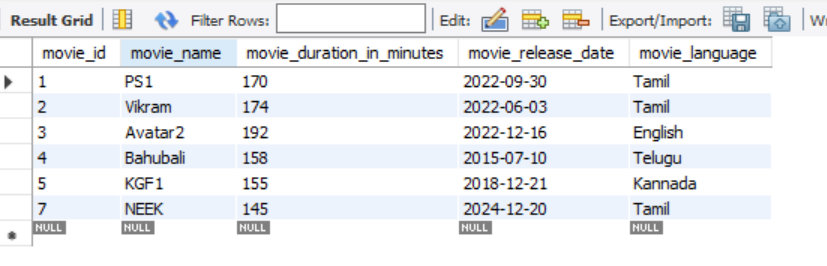 Result Grid Filter Rows: Edit: Export/Import: W
movie_id movie_name movie_duration_in_minutes movie_release_date movie_language
1 PS1 170 2022-09-30 Tamil
2 Vikram 174 2022-06-03 Tamil
3 Avatar2 192 2022-12-16 English
4 Bahubali 158 2015-07-10 Telugu
5 KGF1 155 2018-12-21 Kannada
7 NEEK 145 2024-12-20 Tamil
NULL NULL NULL NULL NULL